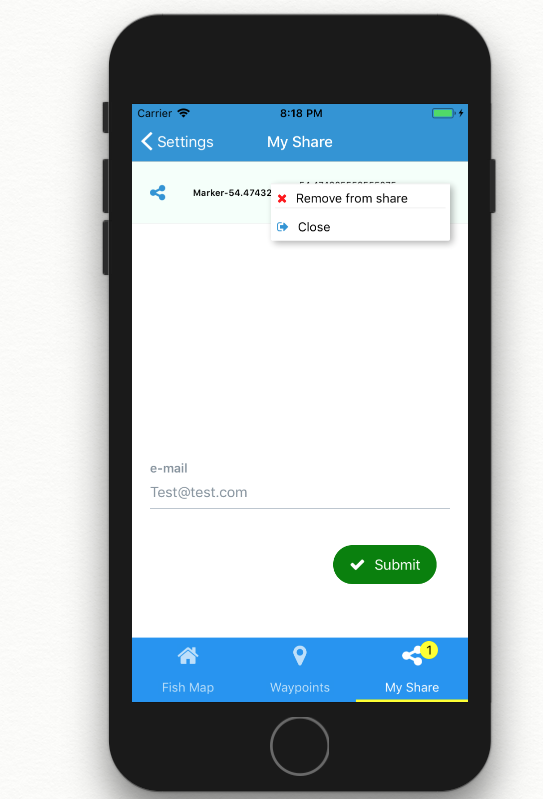 Carrier 8:18 PM
Settings My Share
Marker-54.47432
Remove from share
Close
e-mail
Test@test.com
Submit
1
Fish Map Waypoints My Share